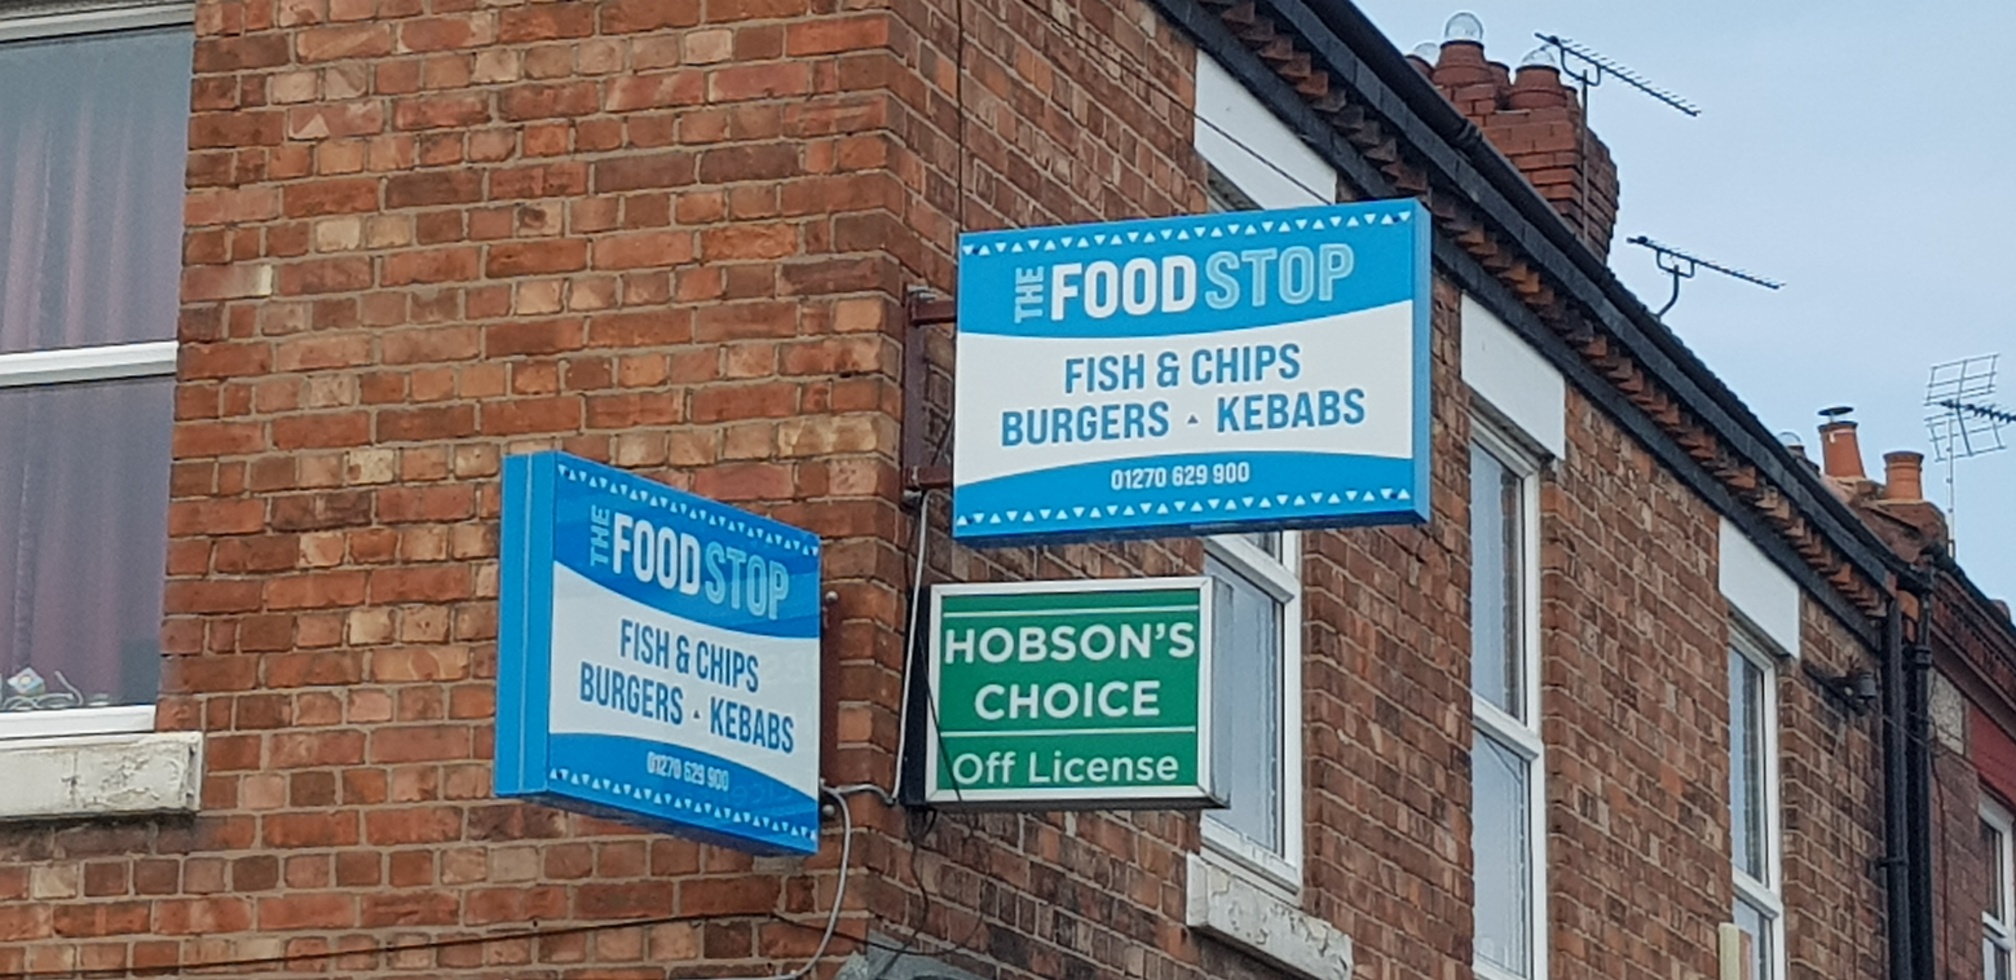 THE FOOD STOP
FISH & CHIPS
BURGERS ▲ KEBABS
01270 629 900
THE FOOD STOP
FISH & CHIPS
BURGERS ▲ KEBABS
01270 629 900
HOBSON'S
CHOICE
Off License